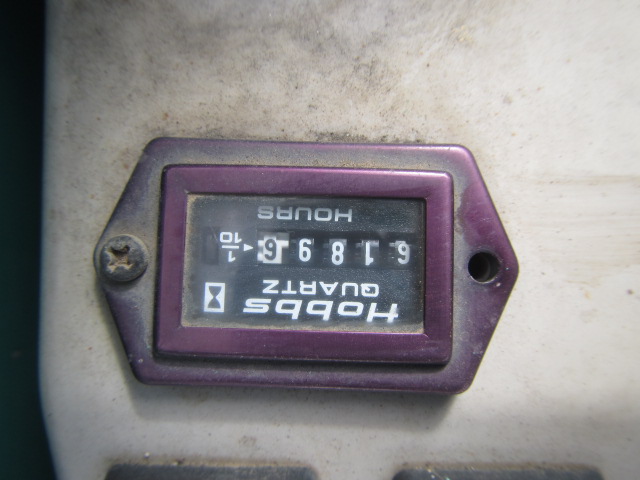 Hobbs
QUARTZ
91869 ▸ 1/10
HOURS